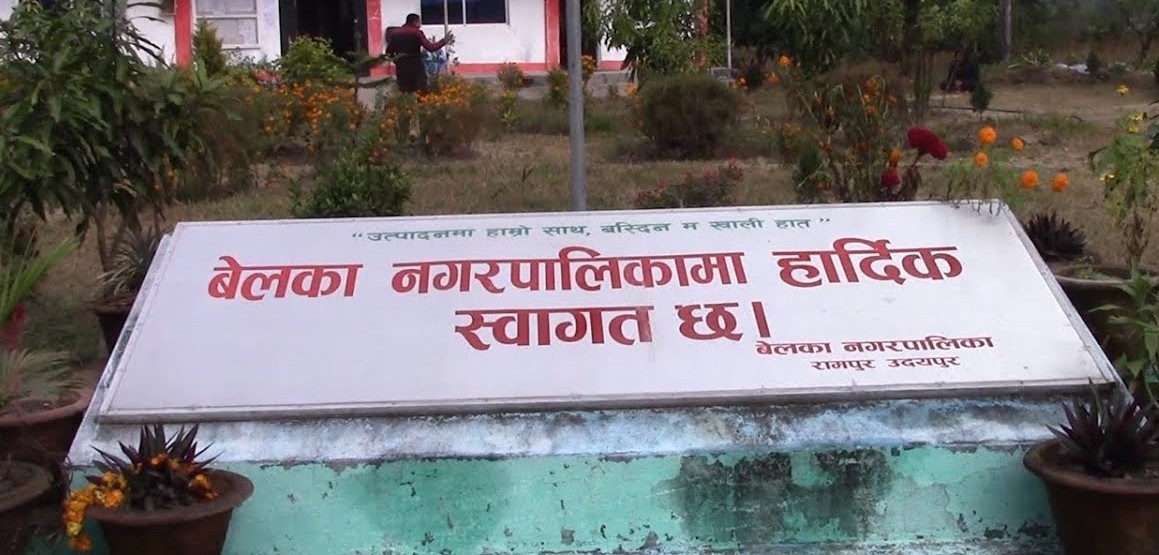 “उत्पादनमा हाम्रो साथ, बस्दिन म खाली हात”
बेलका नगरपालिकामा हार्दिक
स्वागत छ।
बेलका नगरपालिका
रामपुर उदयपुर